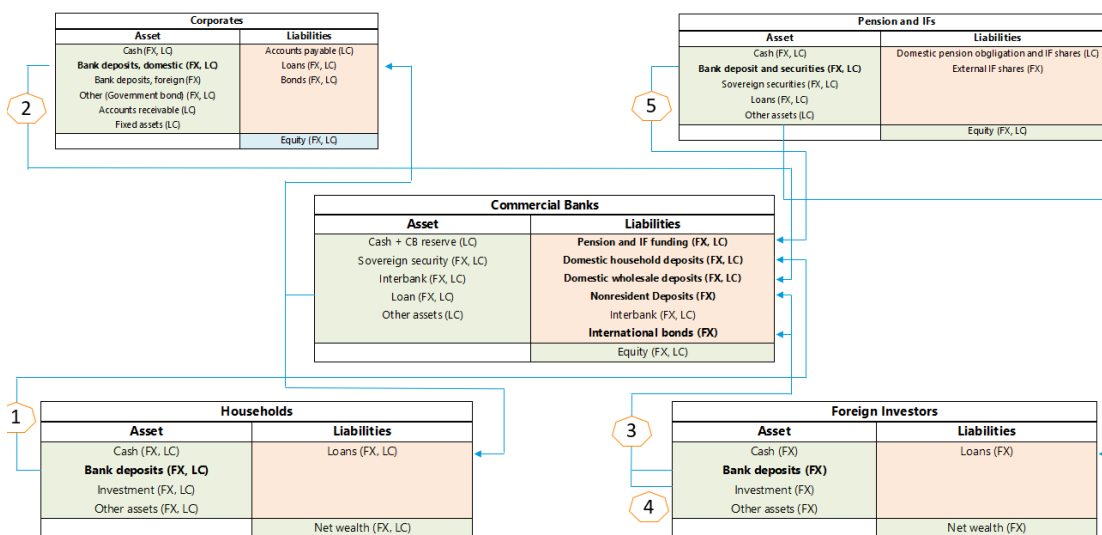 Corporates
Asset Liabilities
Cash (FX, LC) Accounts payable (LC)
Bank deposits, domestic (FX, LC) Loans (FX, LC)
Bank deposits, foreign (FX) Bonds (FX, LC)
Other (Government bond) (FX, LC)
Accounts receivable (LC)
Fixed assets (LC)
Equity (FX, LC)
2
Pension and IFs
Asset Liabilities
Cash (FX, LC) Domestic pension obgligation and IF shares (LC)
Bank deposit and securities (FX, LC) External IF shares (FX)
Sovereign securities (FX, LC)
Loans (FX, LC)
Other assets (LC)
Equity (FX, LC)
5
Commercial Banks
Asset Liabilities
Cash + CB reserve (LC) Pension and IF funding (FX, LC)
Sovereign security (FX, LC) Domestic household deposits (FX, LC)
Interbank (FX, LC) Domestic wholesale deposits (FX, LC)
Loan (FX, LC) Nonresident Deposits (FX)
Other assets (LC) Interbank (FX, LC)
International bonds (FX)
Equity (FX, LC)
1
Households
Asset Liabilities
Cash (FX, LC) Loans (FX, LC)
Bank deposits (FX, LC)
Investment (FX, LC)
Other assets (FX, LC)
Net wealth (FX, LC)
3
4
Foreign Investors
Asset Liabilities
Cash (FX) Loans (FX)
Bank deposits (FX)
Investment (FX)
Other assets (FX)
Net wealth (FX)